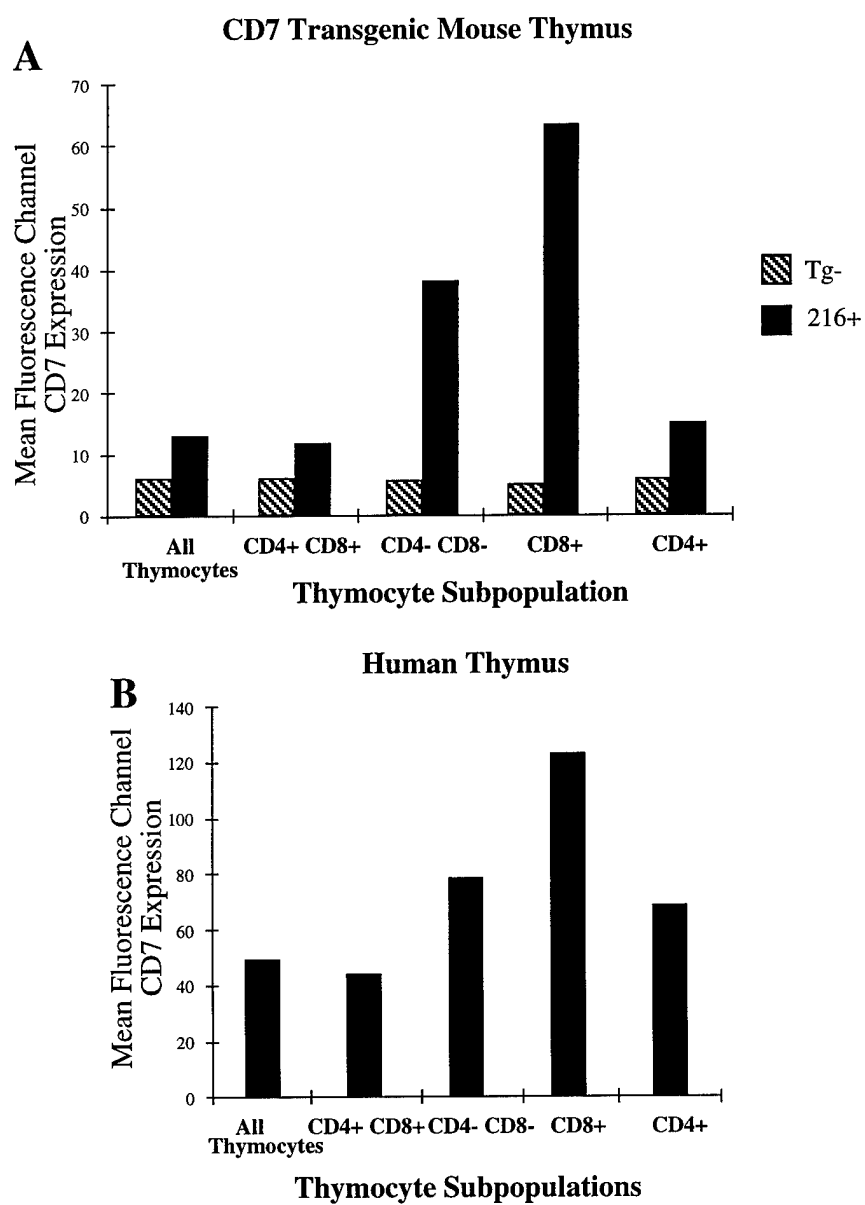 CD7 Transgenic Mouse Thymus
A
Mean Fluorescence Channel
CD7 Expression
70
60
50
40
30
20
10
0
Tg-
216+
All Thymocytes
CD4+ CD8+
CD4- CD8-
CD8+
CD4+
Thymocyte Subpopulation
Human Thymus
B
Mean Fluorescence Channel
CD7 Expression
140
120
100
80
60
40
20
0
All Thymocytes
CD4+ CD8+
CD4- CD8-
CD8+
CD4+
Thymocyte Subpopulations